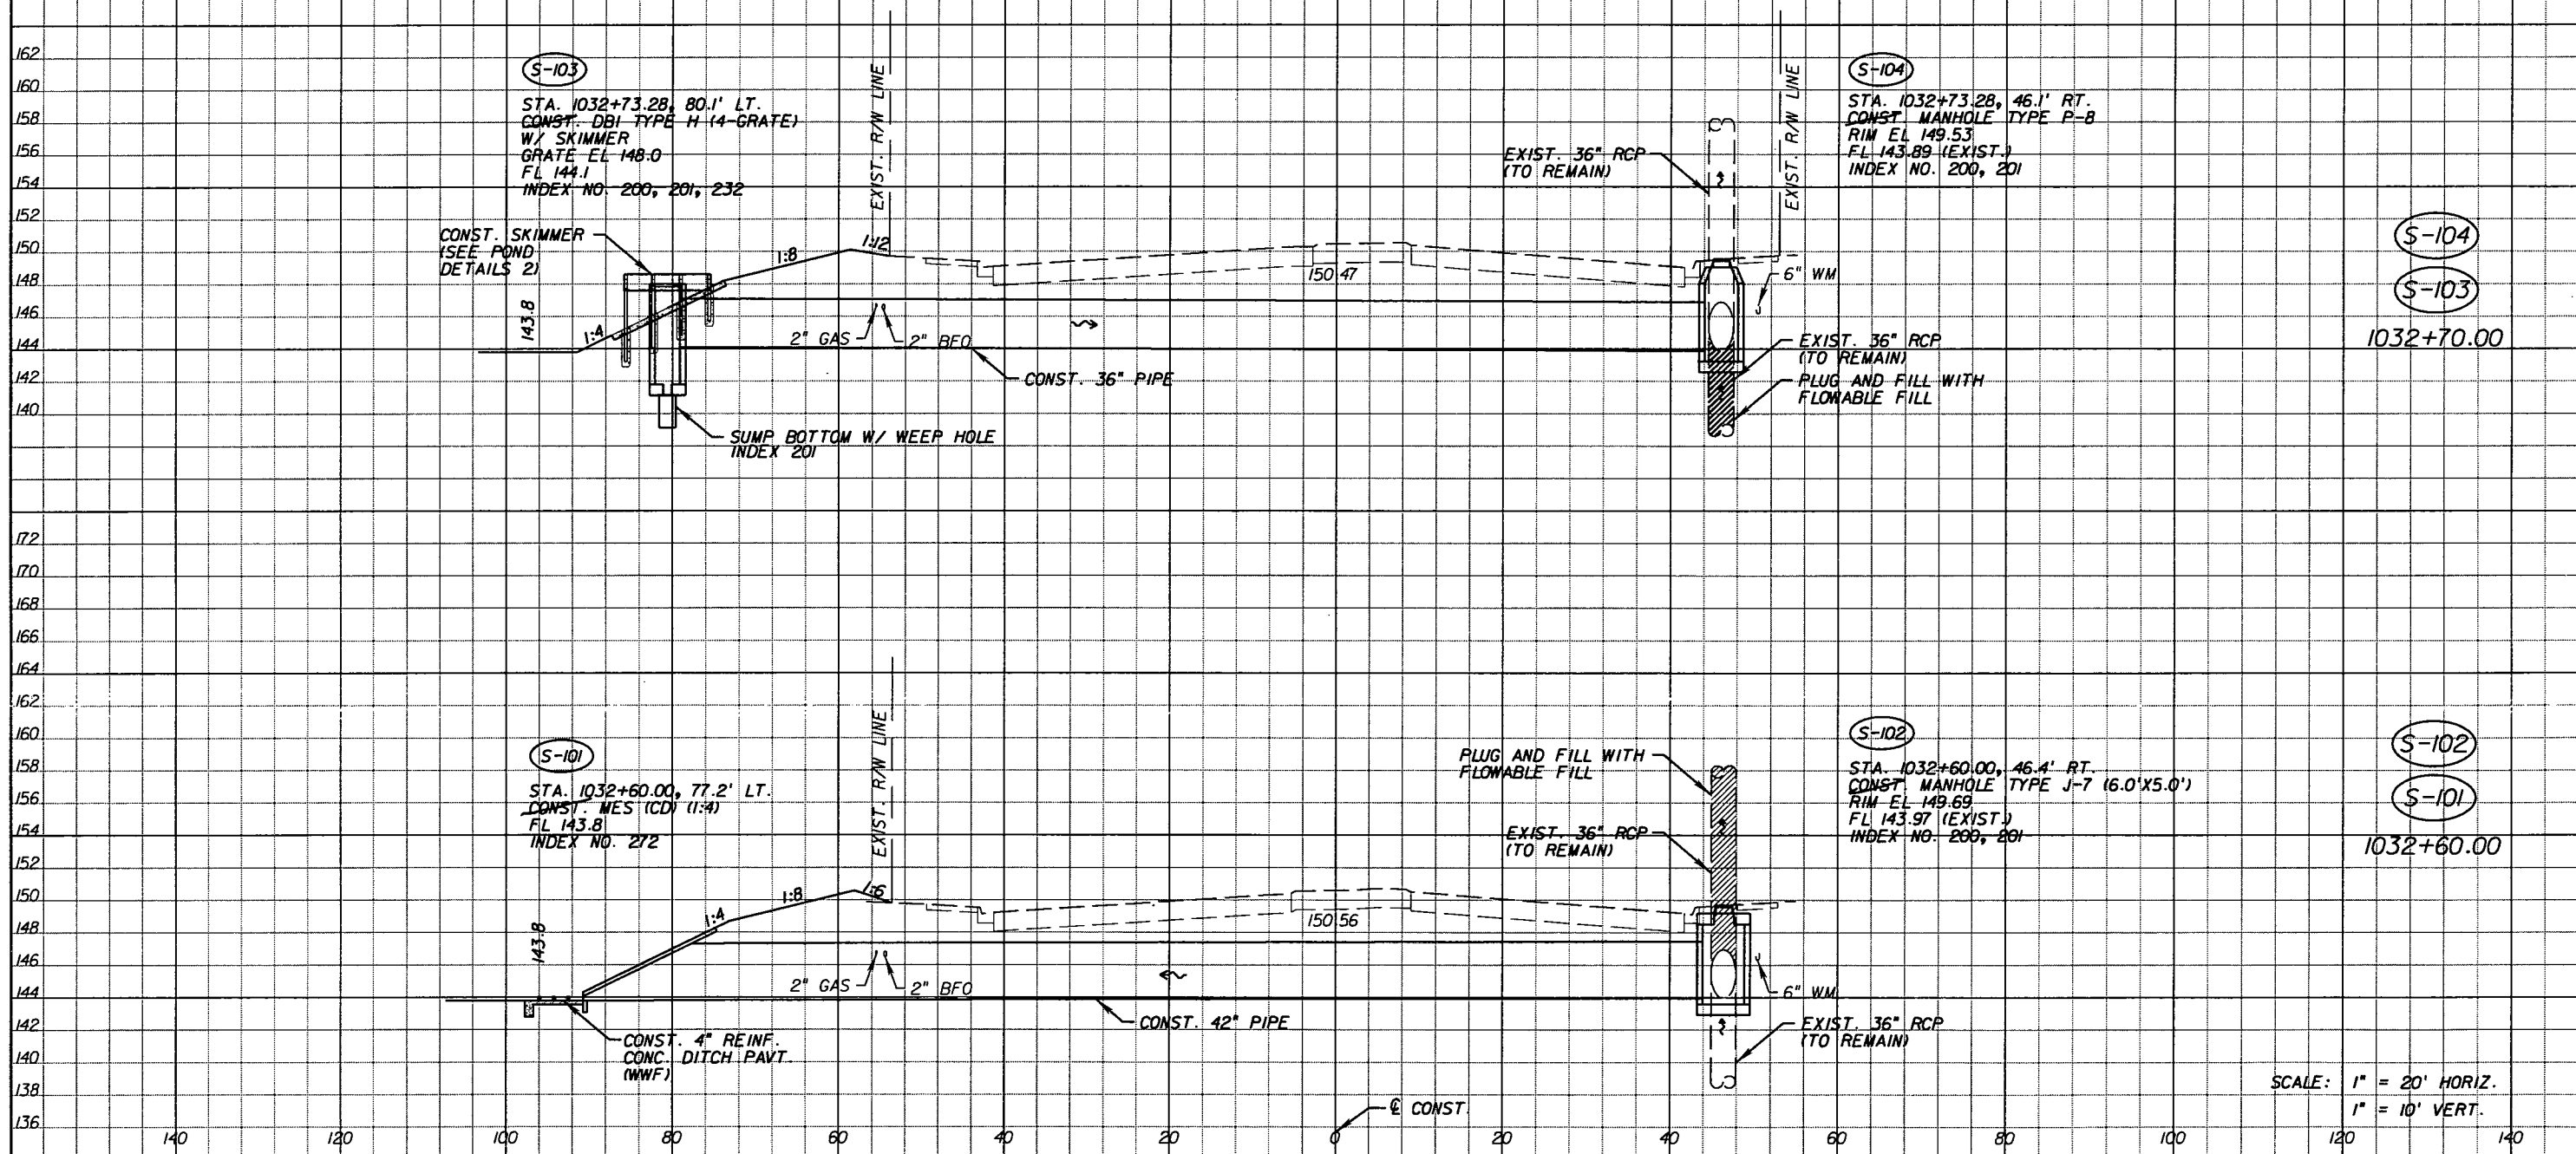 162
160
158
156
154
152
150
148
146
144
142
140
S-103
STA. 1032+73.28, 80.1' LT.
CONST. DBI TYPE H (4-GRATE)
W/ SKIMMER
GRATE EL 148.0
FL 144.1
INDEX NO. 200, 201, 232
CONST. SKIMMER
(SEE POND
DETAILS 2)
143.8
1:4
1:8
1:12
EXIST. R/W LINE
2" GAS
2" BFO
CONST. 36" PIPE
SUMP BOTTOM W/ WEEP HOLE
INDEX 201
150.47
EXIST. 36" RCP
(TO REMAIN)
EXIST. R/W LINE
S-104
STA. 1032+73.28, 46.1' RT.
CONST MANHOLE TYPE P-8
RIM EL 149.53
FL 143.89 (EXIST.)
INDEX NO. 200, 201
6" WM
EXIST. 36" RCP
(TO REMAIN)
PLUG AND FILL WITH
FLOWABLE FILL
S-104
S-103
1032+70.00
172
170
168
166
164
162
160
158
156
154
152
150
148
146
144
142
140
138
136
S-101
STA. 1032+60.00, 77.2' LT.
CONST. MES (CD) (1:4)
FL 143.8
INDEX NO. 272
143.8
1:4
1:8
1:6
EXIST. R/W LINE
2" GAS
2" BFO
CONST. 42" PIPE
CONST. 4" REINF.
CONC. DITCH PAVT.
(WWF)
150.56
PLUG AND FILL WITH
FLOWABLE FILL
EXIST. 36" RCP
(TO REMAIN)
S-102
STA. 1032+60.00, 46.4' RT.
CONST. MANHOLE TYPE J-7 (6.0'X5.0')
RIM EL 149.69
FL 143.97 (EXIST.)
INDEX NO. 200, 201
6" WM
EXIST. 36" RCP
(TO REMAIN)
S-102
S-101
1032+60.00
℄ CONST.
SCALE: 1" = 20' HORIZ.
1" = 10' VERT.
140 120 100 80 60 40 20 0 20 40 60 80 100 120 140